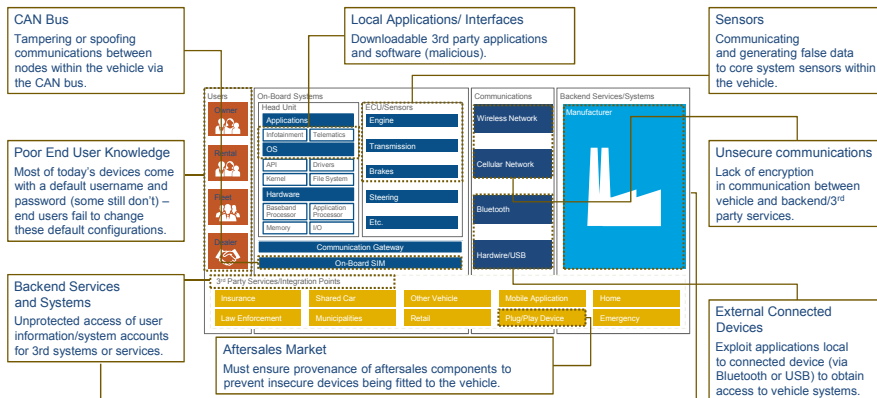 CAN Bus
Tampering or spoofing
communications between
nodes within the vehicle via
the CAN bus.
Local Applications/ Interfaces
Downloadable 3rd party applications
and software (malicious).
Sensors
Communicating
and generating false data
to core system sensors within
the vehicle.
Poor End User Knowledge
Most of today’s devices come
with a default username and
password (some still don’t) –
end users fail to change
these default configurations.
Users
Owner
Rental
Fleet
Dealer
On-Board Systems
Head Unit
Applications
Infotainment
Telematics
OS
API
Drivers
Kernel
File System
Hardware
Baseband
Processor
Application
Processor
Memory
I/O
ECU/Sensors
Engine
Transmission
Brakes
Steering
Etc.
Communication Gateway
On-Board SIM
Communications
Wireless Network
Cellular Network
Bluetooth
Hardwire/USB
Backend Services/Systems
Manufacturer
Unsecure communications
Lack of encryption
in communication between
vehicle and backend/3rd
party services.
Backend Services
and Systems
Unprotected access of user
information/system accounts
for 3rd systems or services.
3rd Party Services/Integration Points
Insurance
Shared Car
Other Vehicle
Mobile Application
Home
Law Enforcement
Municipalities
Retail
Plug/Play Device
Emergency
Aftersales Market
Must ensure provenance of aftersales components to
prevent insecure devices being fitted to the vehicle.
External Connected
Devices
Exploit applications local
to connected device (via
Bluetooth or USB) to obtain
access to vehicle systems.